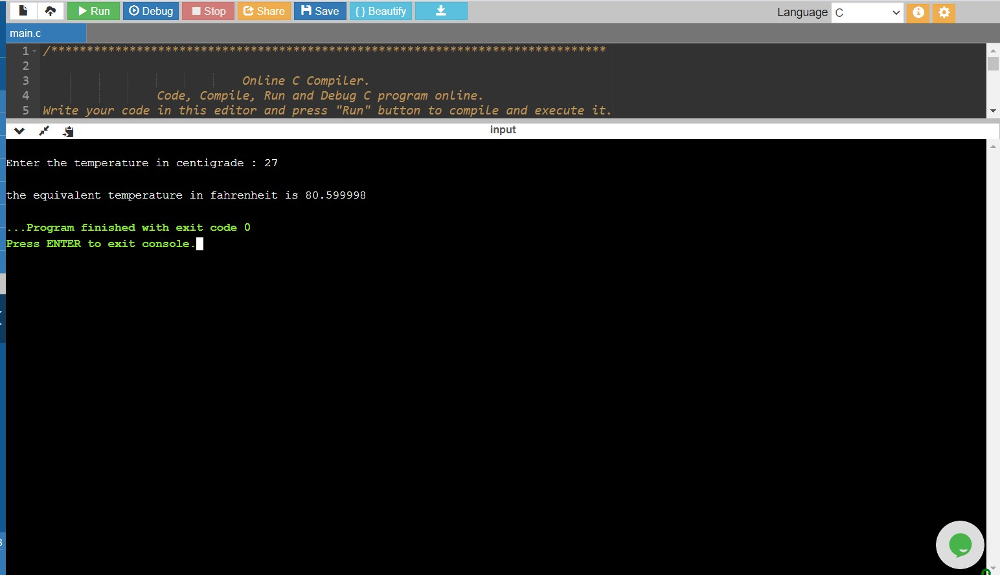 Run Debug Stop Share Save { } Beautify Language C
main.c
1 /******************************************************************************
2
3 Online C Compiler.
4 Code, Compile, Run and Debug C program online.
5 Write your code in this editor and press "Run" button to compile and execute it.
input
Enter the temperature in centigrade : 27
the equivalent temperature in fahrenheit is 80.599998
...Program finished with exit code 0
Press ENTER to exit console.